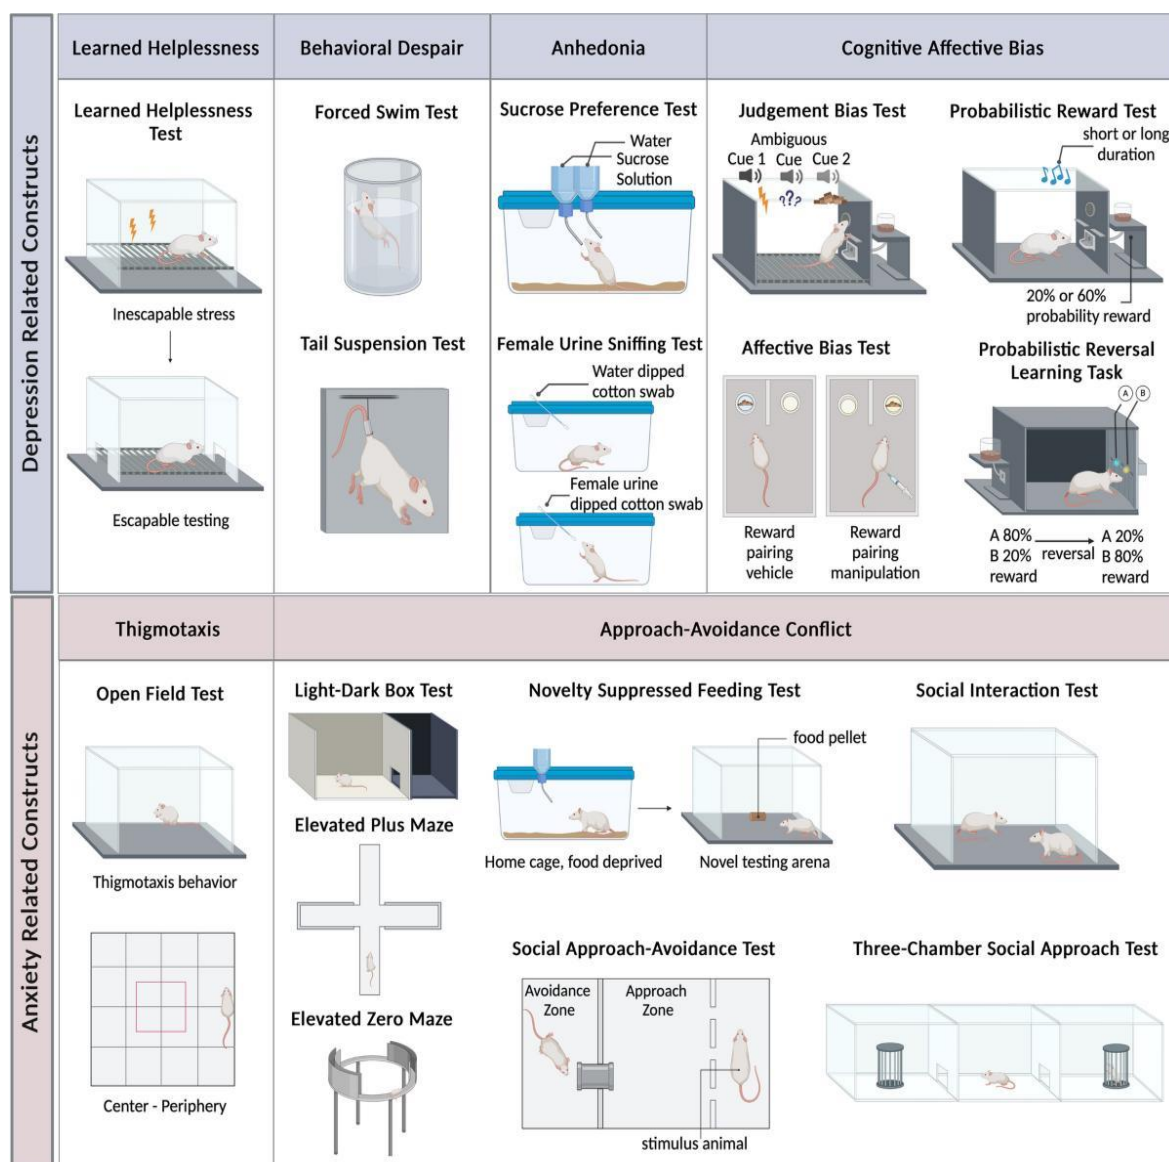 Depression Related Constructs
Learned Helplessness
Behavioral Despair
Anhedonia
Cognitive Affective Bias
Learned Helplessness
Test
Inescapable stress
Escapable testing
Forced Swim Test
Tail Suspension Test
Sucrose Preference Test
Water
Sucrose
Solution
Female Urine Sniffing Test
Water dipped
cotton swab
Female urine
dipped cotton swab
Judgement Bias Test
Ambiguous
Cue 1 Cue Cue 2
???
Probabilistic Reward Test
short or long
duration
20% or 60%
probability reward
Affective Bias Test
Reward
pairing
vehicle
Reward
pairing
manipulation
Probabilistic Reversal
Learning Task
A B
A 80%
B 20%
reward
reversal
A 20%
B 80%
reward
Anxiety Related Constructs
Thigmotaxis
Approach-Avoidance Conflict
Open Field Test
Thigmotaxis behavior
Center - Periphery
Light-Dark Box Test
Elevated Plus Maze
Elevated Zero Maze
Novelty Suppressed Feeding Test
food pellet
Home cage, food deprived
Novel testing arena
Social Interaction Test
Social Approach-Avoidance Test
Avoidance
Zone
Approach
Zone
stimulus animal
Three-Chamber Social Approach Test